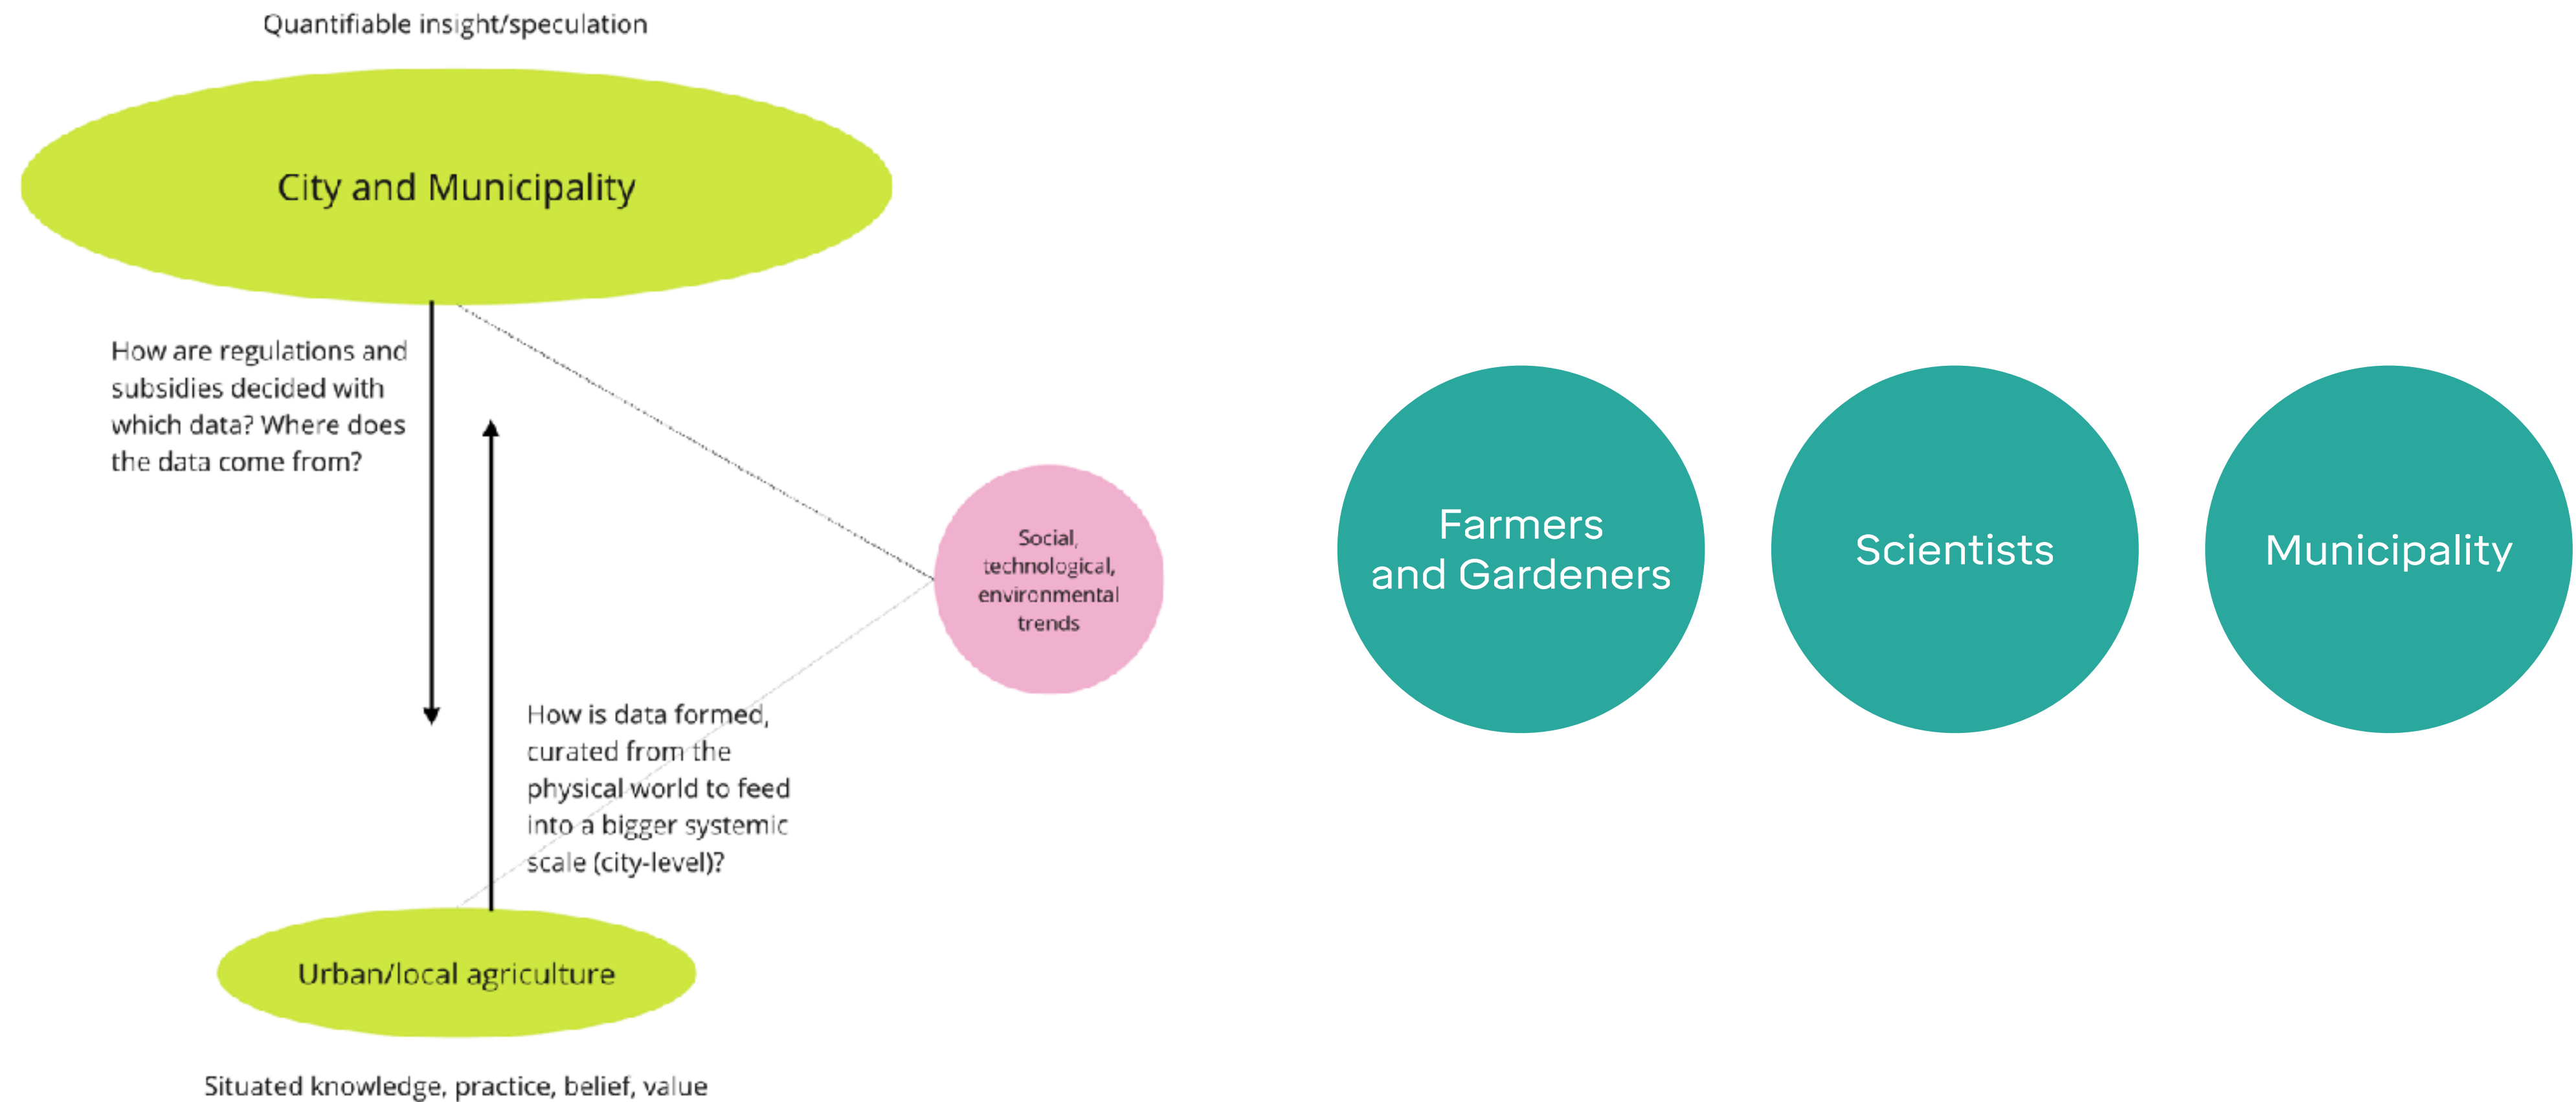 Quantifiable insight/speculation
City and Municipality
How are regulations and
subsidies decided with
which data? Where does
the data come from?
Social,
technological,
environmental
trends
How is data formed,
curated from the
physical world to feed
into a bigger systemic
scale (city-level)?
Urban/local agriculture
Situated knowledge, practice, belief, value
Farmers
and Gardeners
Scientists
Municipality